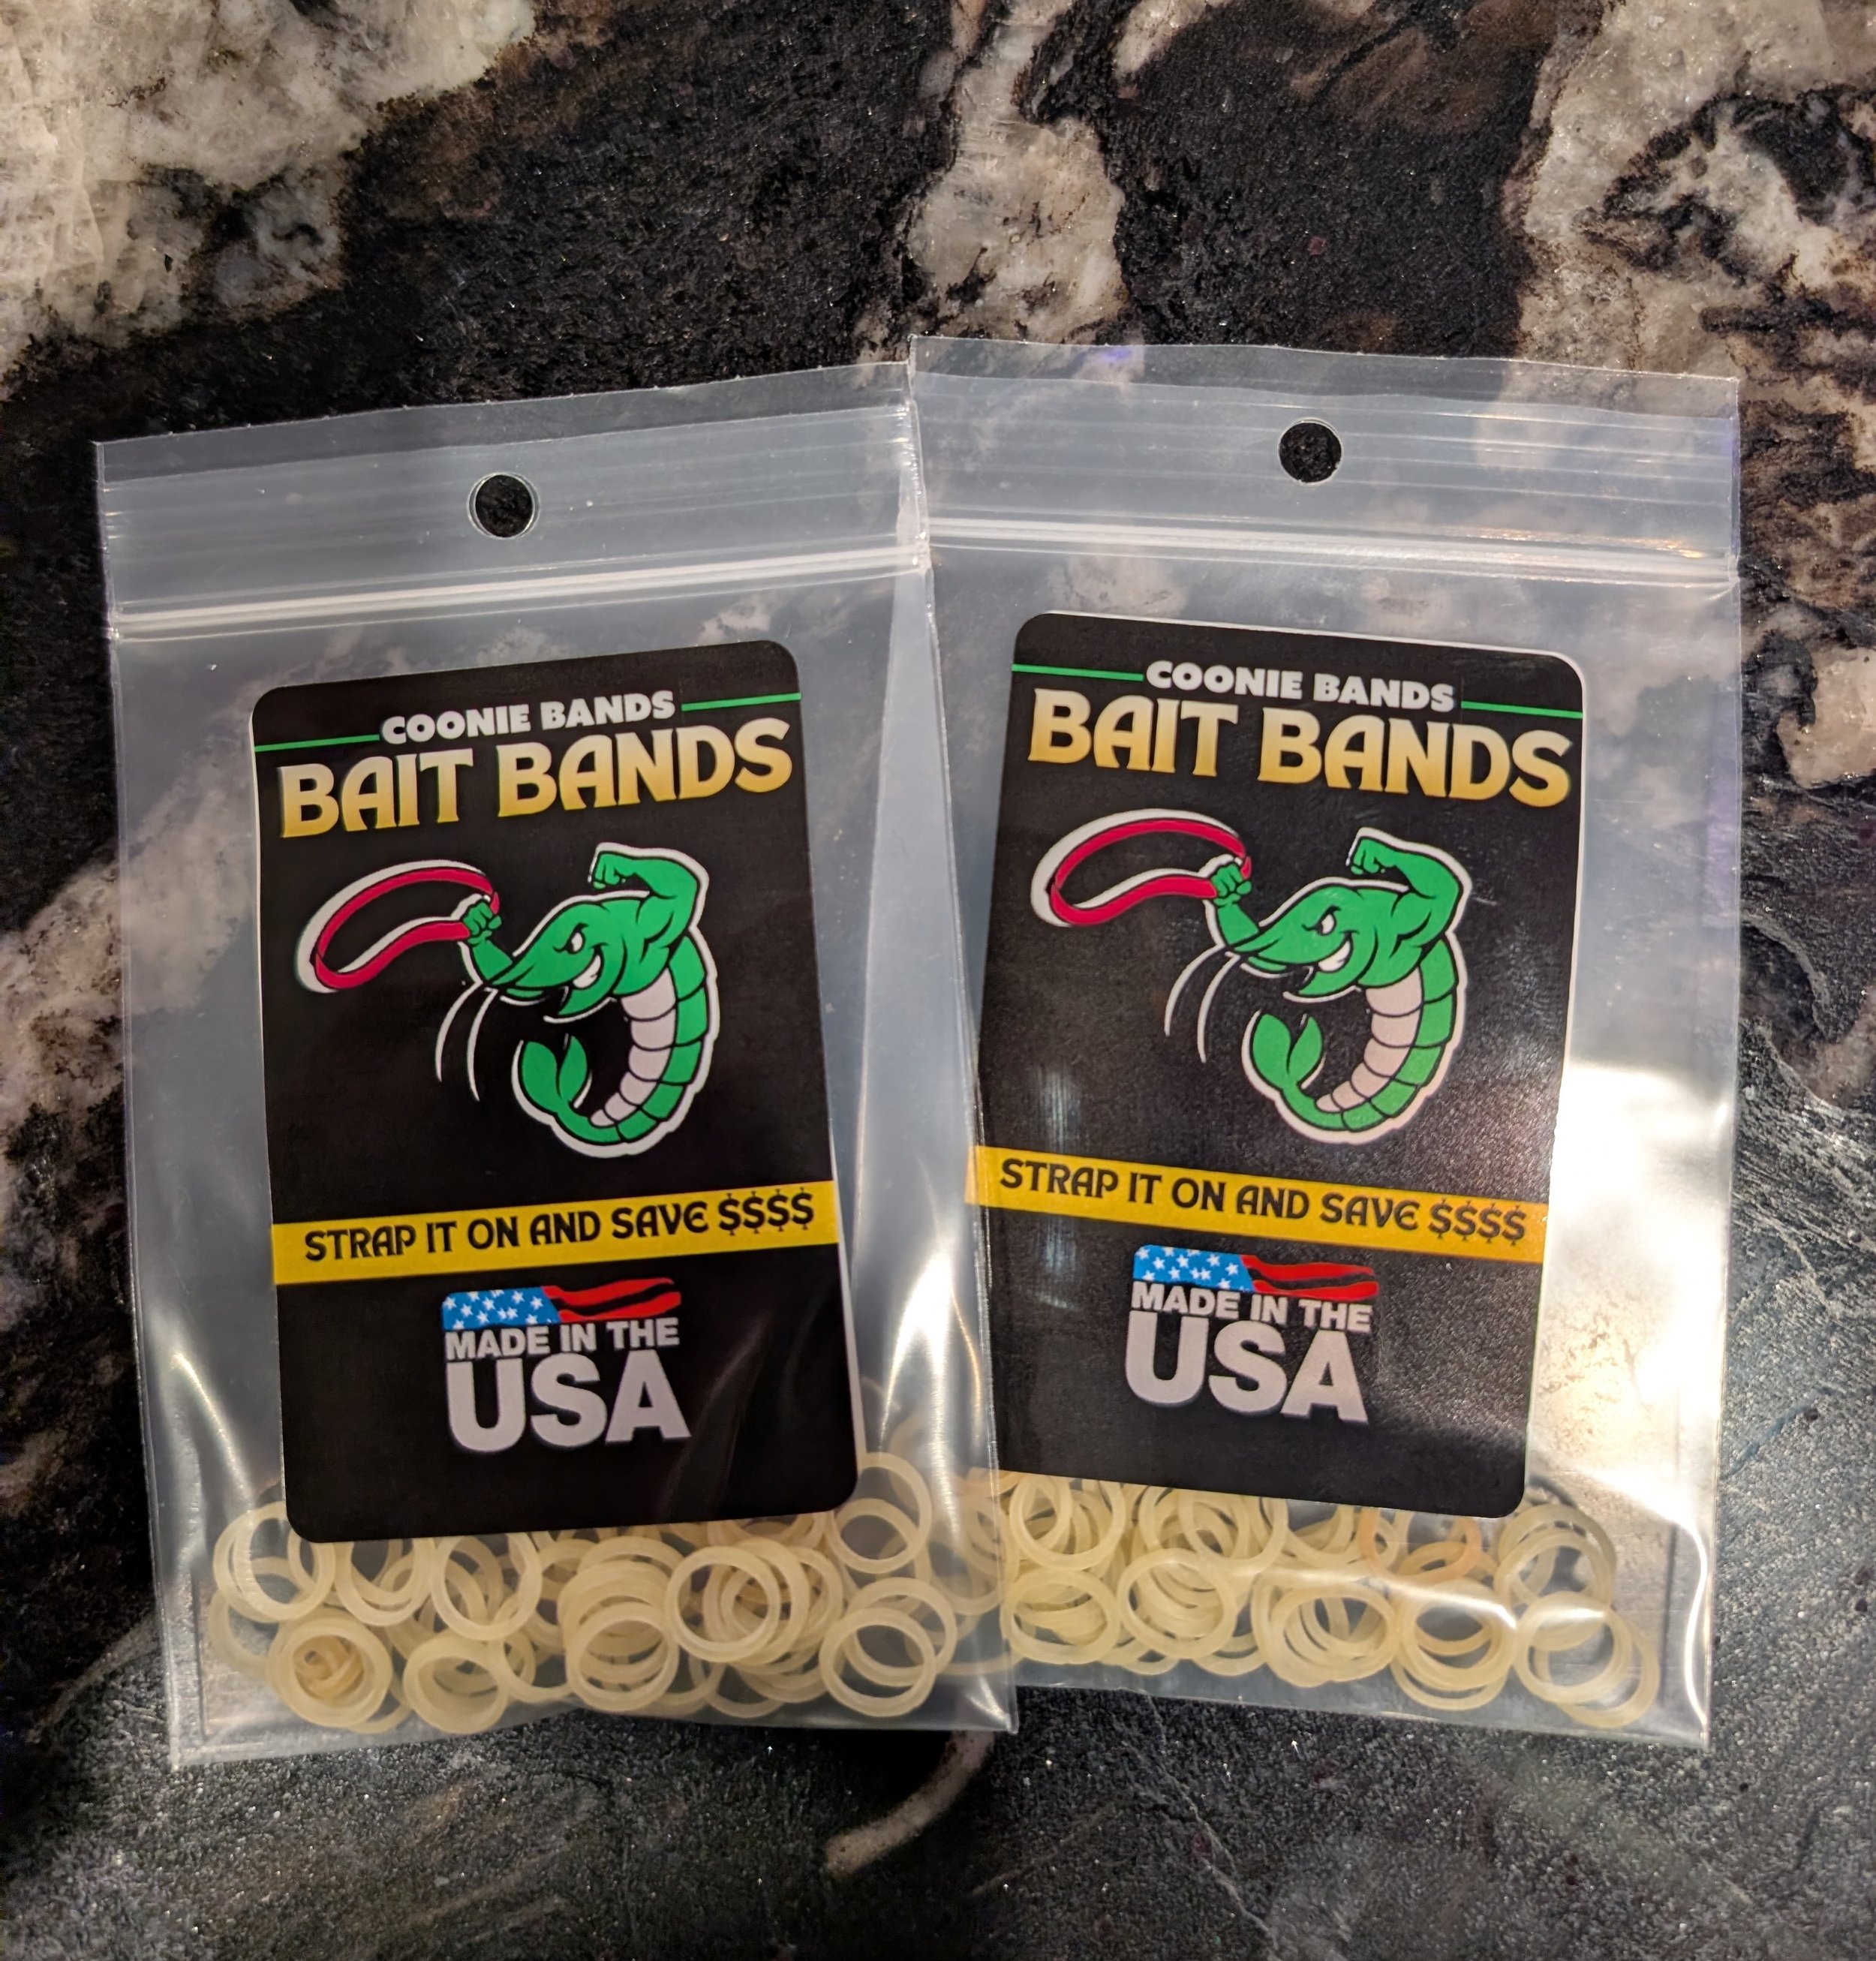 COONIE BANDS
BAIT BANDS
STRAP IT ON AND SAVE $$$$
MADE IN THE
USA
COONIE BANDS
BAIT BANDS
STRAP IT ON AND SAVE $$$$
MADE IN THE
USA